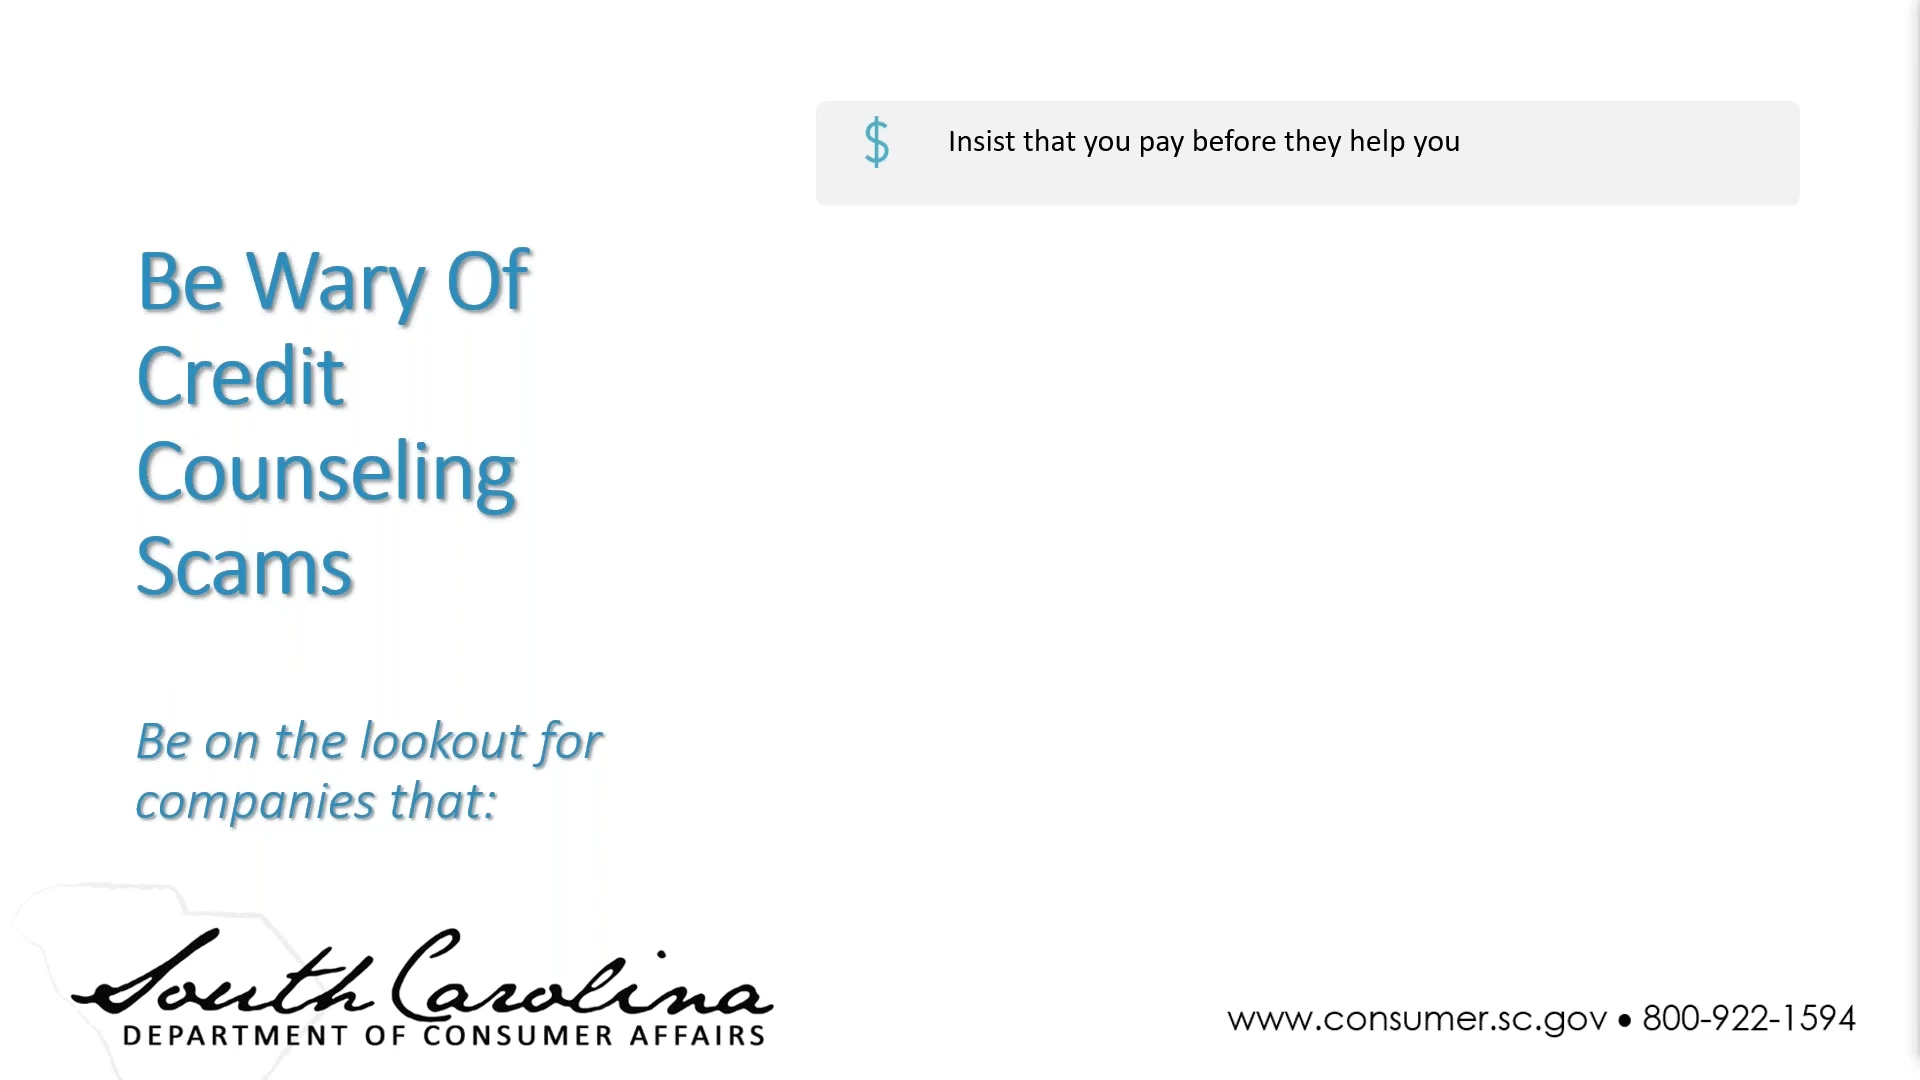 Be Wary Of
Credit
Counseling
Scams
Be on the lookout for
companies that:
$ Insist that you pay before they help you
South Carolina
DEPARTMENT OF CONSUMER AFFAIRS
www.consumer.sc.gov • 800-922-1594